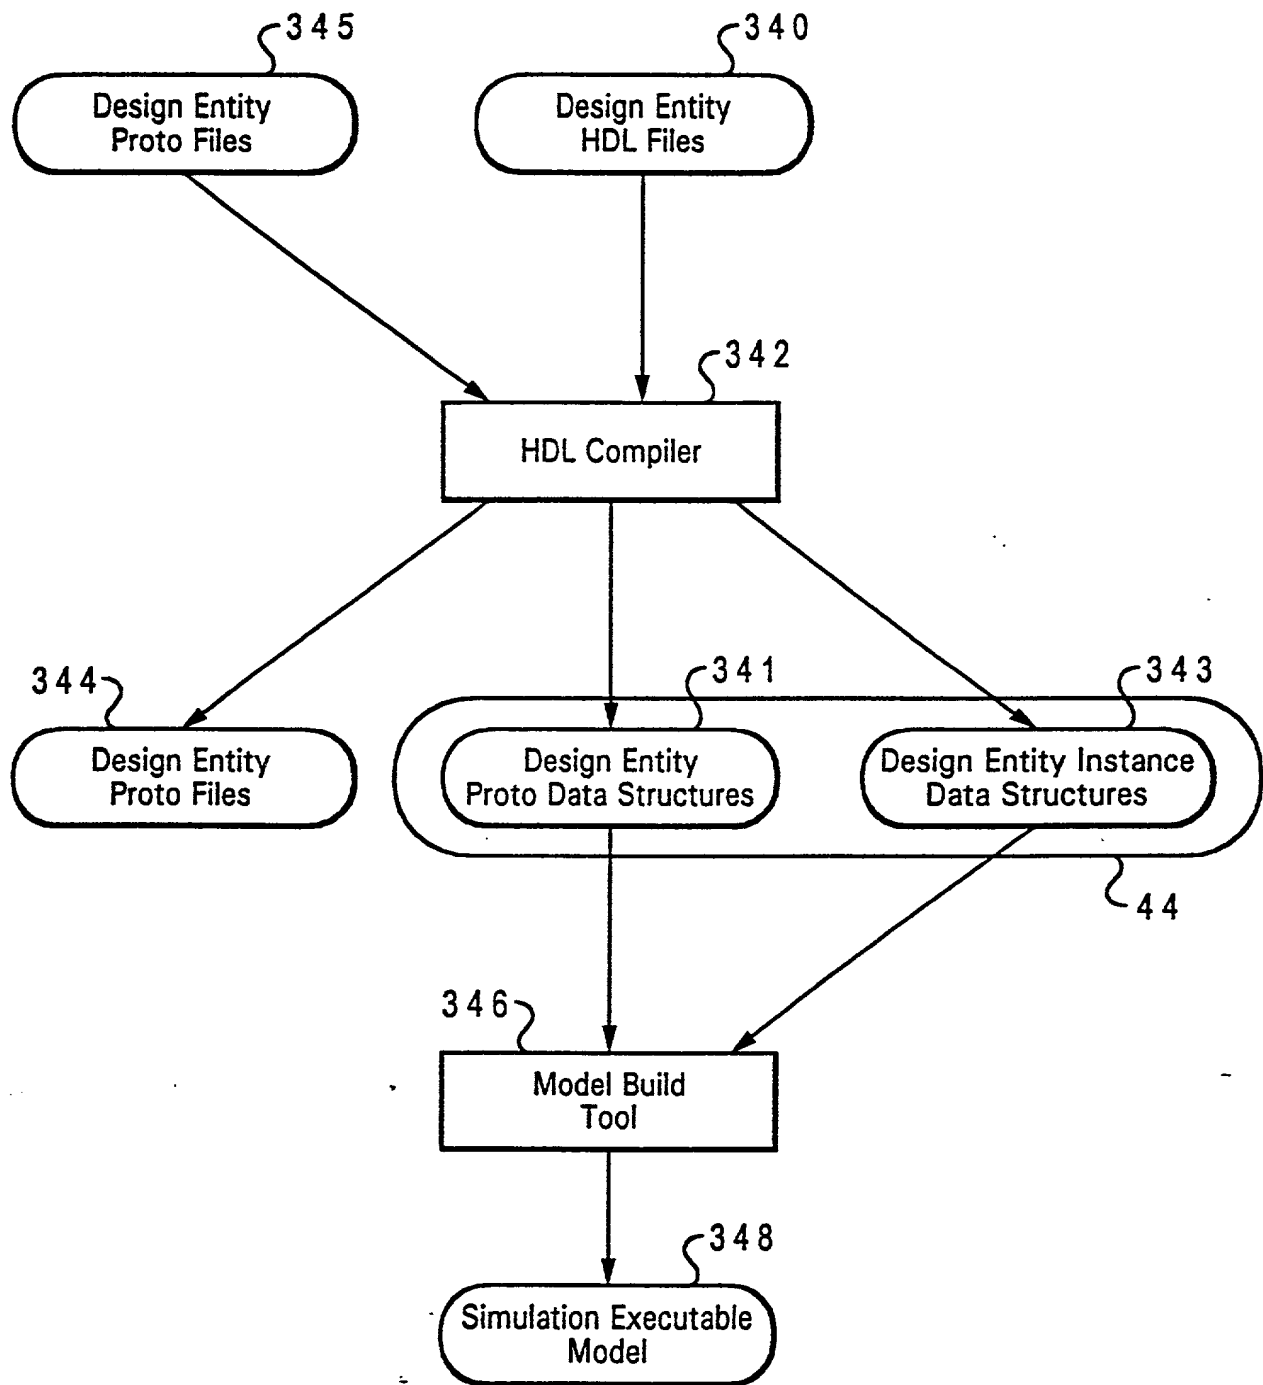 345
340
Design Entity
Proto Files
Design Entity
HDL Files
342
HDL Compiler
344
341
343
Design Entity
Proto Files
Design Entity
Proto Data Structures
Design Entity Instance
Data Structures
44
346
Model Build
Tool
348
Simulation Executable
Model